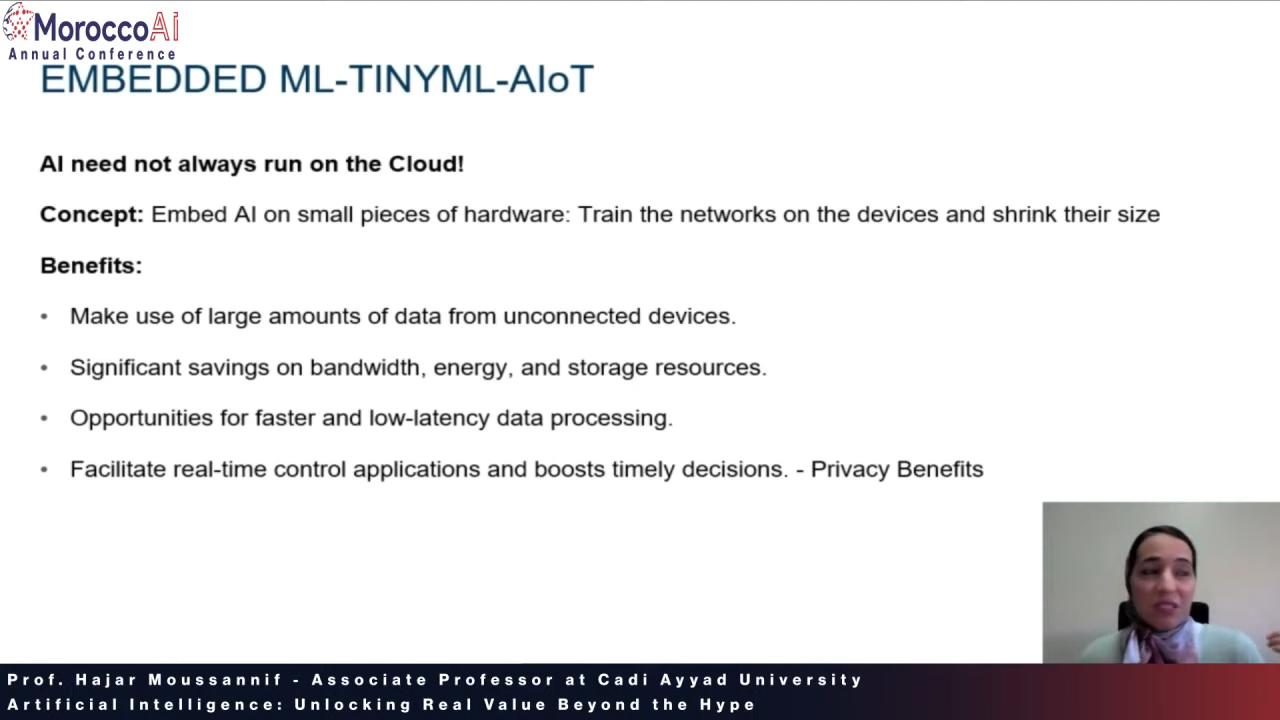 MoroccoAi
Annual Conference
EMBEDDED ML-TINYML-AIoT
AI need not always run on the Cloud!
Concept: Embed AI on small pieces of hardware: Train the networks on the devices and shrink their size
Benefits:
• Make use of large amounts of data from unconnected devices.
• Significant savings on bandwidth, energy, and storage resources.
• Opportunities for faster and low-latency data processing.
• Facilitate real-time control applications and boosts timely decisions. - Privacy Benefits
Prof. Hajar Moussannif - Associate Professor at Cadi Ayyad University
Artificial Intelligence: Unlocking Real Value Beyond the Hype